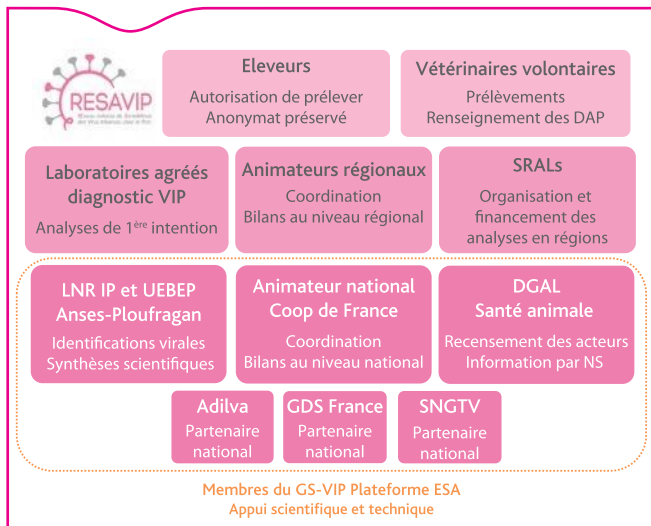 RESAVIP
Eleveurs
Autorisation de prélever
Anonymat préservé
Vétérinaires volontaires
Prélèvements
Renseignement des DAP
Laboratoires agréés
diagnostic VIP
Analyses de 1ère intention
Animateurs régionaux
Coordination
Bilans au niveau régional
SRALs
Organisation et
financement des
analyses en régions
LNR IP et UEBEP
Anses-Ploufragan
Identifications virales
Synthèses scientifiques
Animateur national
Coop de France
Coordination
Bilans au niveau national
DGAL
Santé animale
Recensement des acteurs
Information par NS
Adilva
Partenaire
national
GDS France
Partenaire
national
SNGTV
Partenaire
national
Membres du GS-VIP Plateforme ESA
Appui scientifique et technique